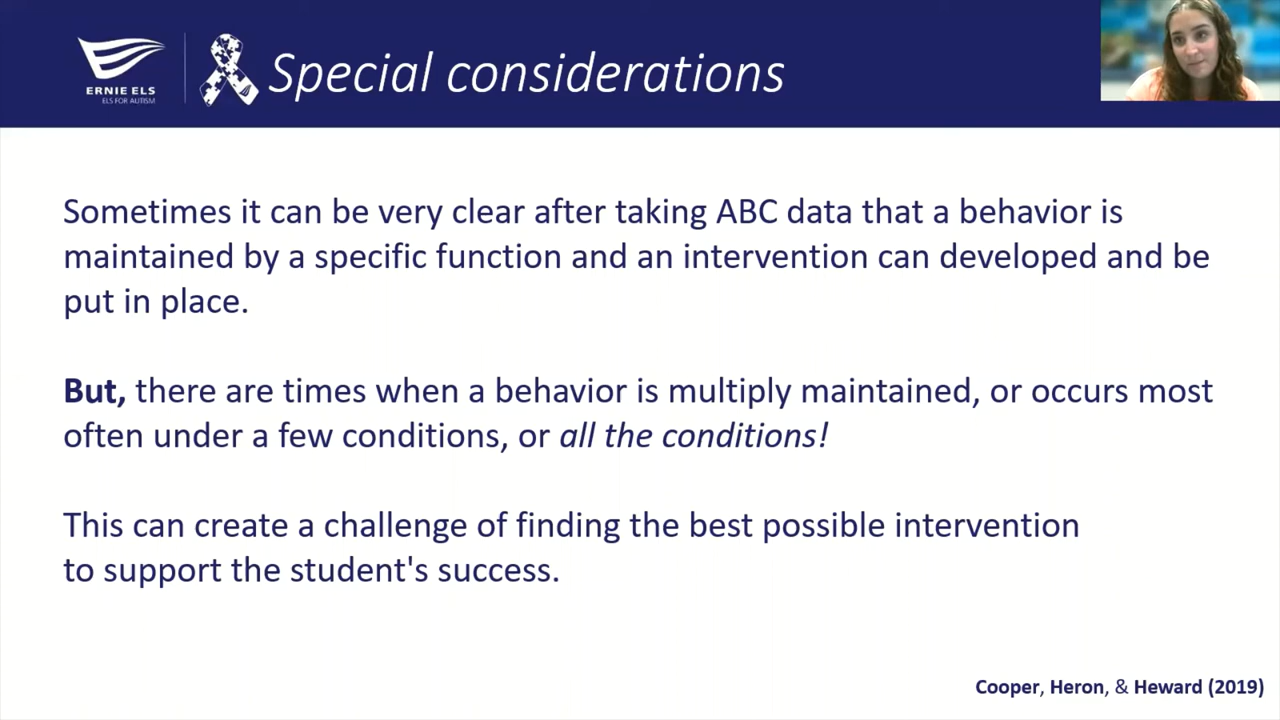 ERNIE ELS
ELS FOR AUTISM
Special considerations
Sometimes it can be very clear after taking ABC data that a behavior is
maintained by a specific function and an intervention can developed and be
put in place.
But, there are times when a behavior is multiply maintained, or occurs most
often under a few conditions, or all the conditions!
This can create a challenge of finding the best possible intervention
to support the student's success.
Cooper, Heron, & Heward (2019)